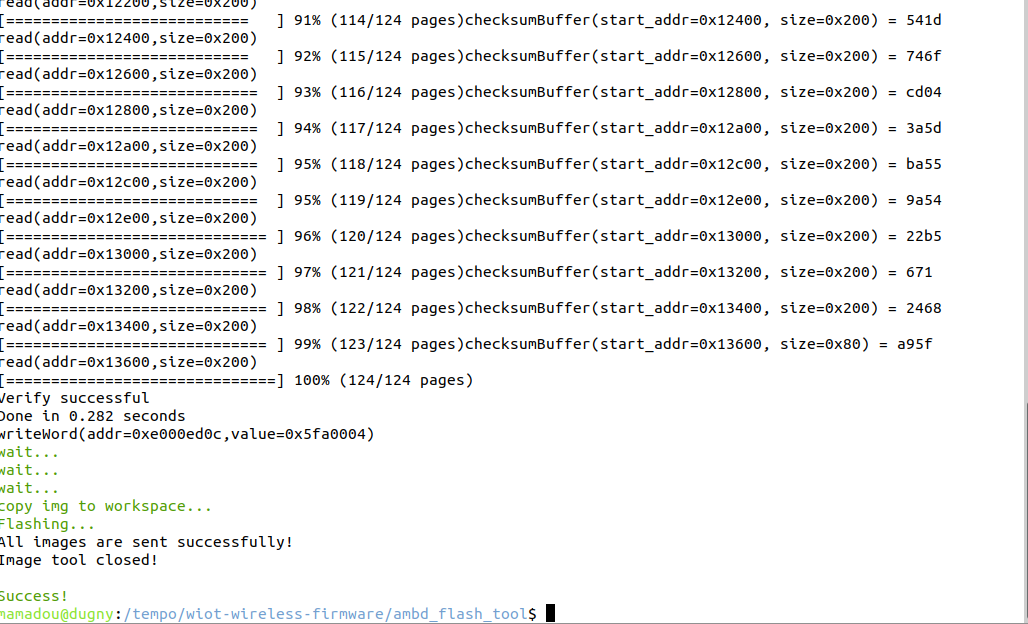 read(addr=0x12200,size=0x200)
[===========================   ] 91% (114/124 pages)checksumBuffer(start_addr=0x12400, size=0x200) = 541d
read(addr=0x12400,size=0x200)
[===========================   ] 92% (115/124 pages)checksumBuffer(start_addr=0x12600, size=0x200) = 746f
read(addr=0x12600,size=0x200)
[============================  ] 93% (116/124 pages)checksumBuffer(start_addr=0x12800, size=0x200) = cd04
read(addr=0x12800,size=0x200)
[============================  ] 94% (117/124 pages)checksumBuffer(start_addr=0x12a00, size=0x200) = 3a5d
read(addr=0x12a00,size=0x200)
[============================  ] 95% (118/124 pages)checksumBuffer(start_addr=0x12c00, size=0x200) = ba55
read(addr=0x12c00,size=0x200)
[============================  ] 95% (119/124 pages)checksumBuffer(start_addr=0x12e00, size=0x200) = 9a54
read(addr=0x12e00,size=0x200)
[============================= ] 96% (120/124 pages)checksumBuffer(start_addr=0x13000, size=0x200) = 22b5
read(addr=0x13000,size=0x200)
[============================= ] 97% (121/124 pages)checksumBuffer(start_addr=0x13200, size=0x200) = 671
read(addr=0x13200,size=0x200)
[============================= ] 98% (122/124 pages)checksumBuffer(start_addr=0x13400, size=0x200) = 2468
read(addr=0x13400,size=0x200)
[============================= ] 99% (123/124 pages)checksumBuffer(start_addr=0x13600, size=0x80) = a95f
read(addr=0x13600,size=0x200)
[==============================] 100% (124/124 pages)
Verify successful
Done in 0.282 seconds
writeWord(addr=0xe000ed0c,value=0x5fa0004)
wait...
wait...
wait...
copy img to workspace...
Flashing...
All images are sent successfully!
Image tool closed!
Success!
mamadou@dugny:/tempo/wiot-wireless-firmware/ambd_flash_tool$